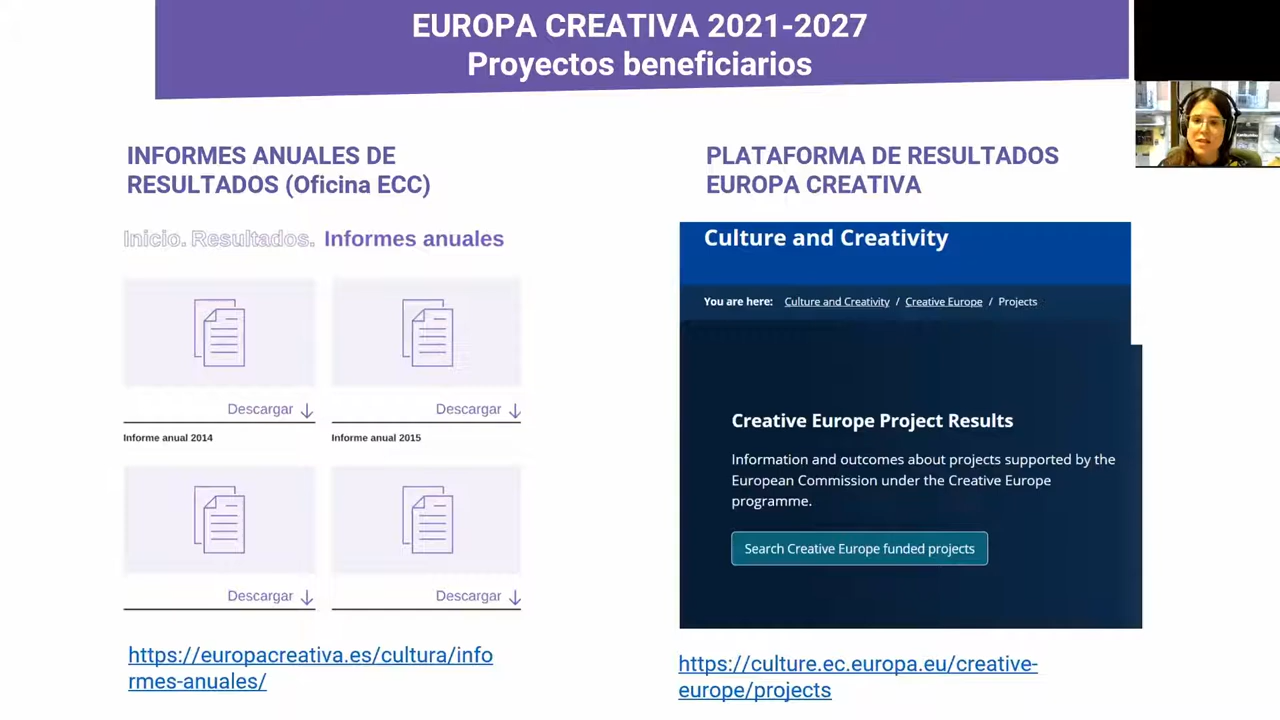 EUROPA CREATIVA 2021-2027
Proyectos beneficiarios
INFORMES ANUALES DE
RESULTADOS (Oficina ECC)
Inicio. Resultados. Informes anuales
Descargar
Descargar
Informe anual 2014
Informe anual 2015
Descargar
Descargar
https://europacreativa.es/cultura/info
rmes-anuales/
PLATAFORMA DE RESULTADOS
EUROPA CREATIVA
Culture and Creativity
You are here: Culture and Creativity / Creative Europe / Projects
Creative Europe Project Results
Information and outcomes about projects supported by the
European Commission under the Creative Europe
programme.
Search Creative Europe funded projects
https://culture.ec.europa.eu/creative-
europe/projects